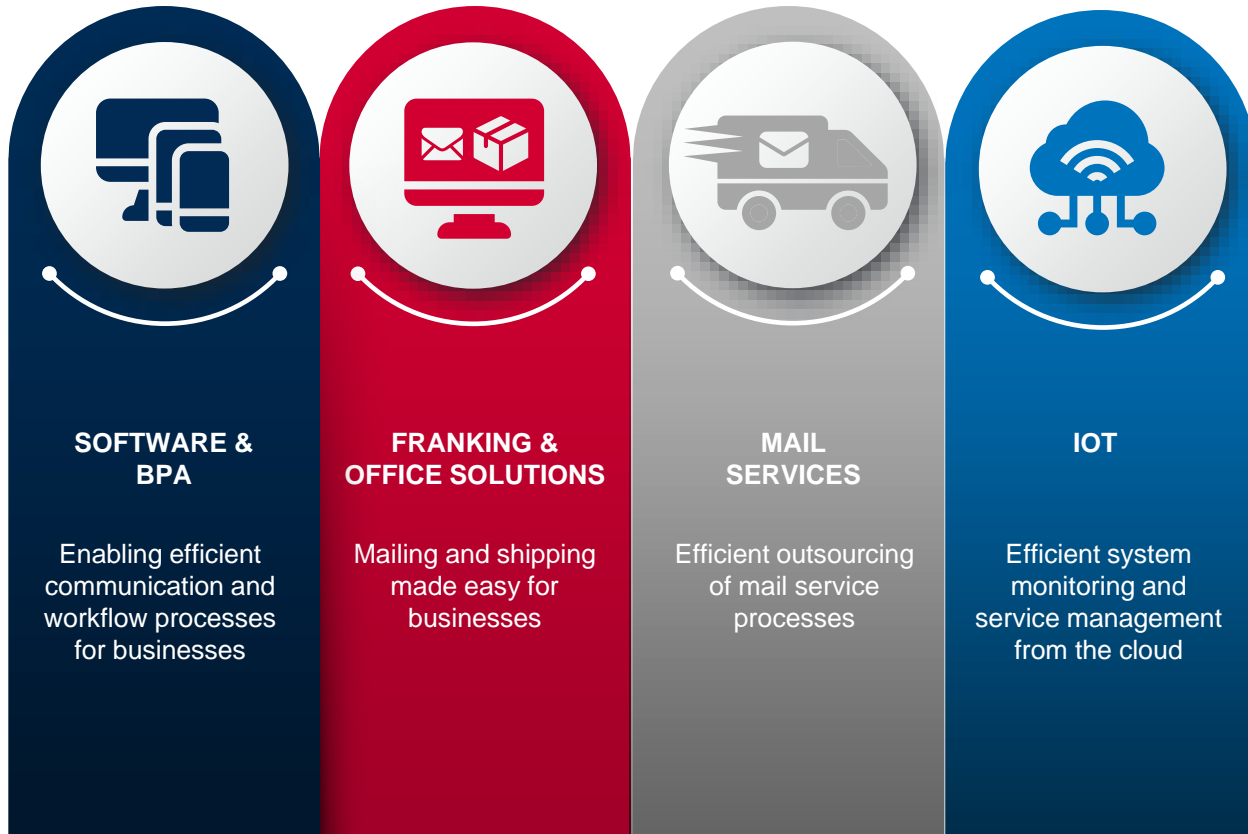 SOFTWARE &
BPA
Enabling efficient
communication and
workflow processes
for businesses
FRANKING &
OFFICE SOLUTIONS
Mailing and shipping
made easy for
businesses
MAIL
SERVICES
Efficient outsourcing
of mail service
processes
IOT
Efficient system
monitoring and
service management
from the cloud